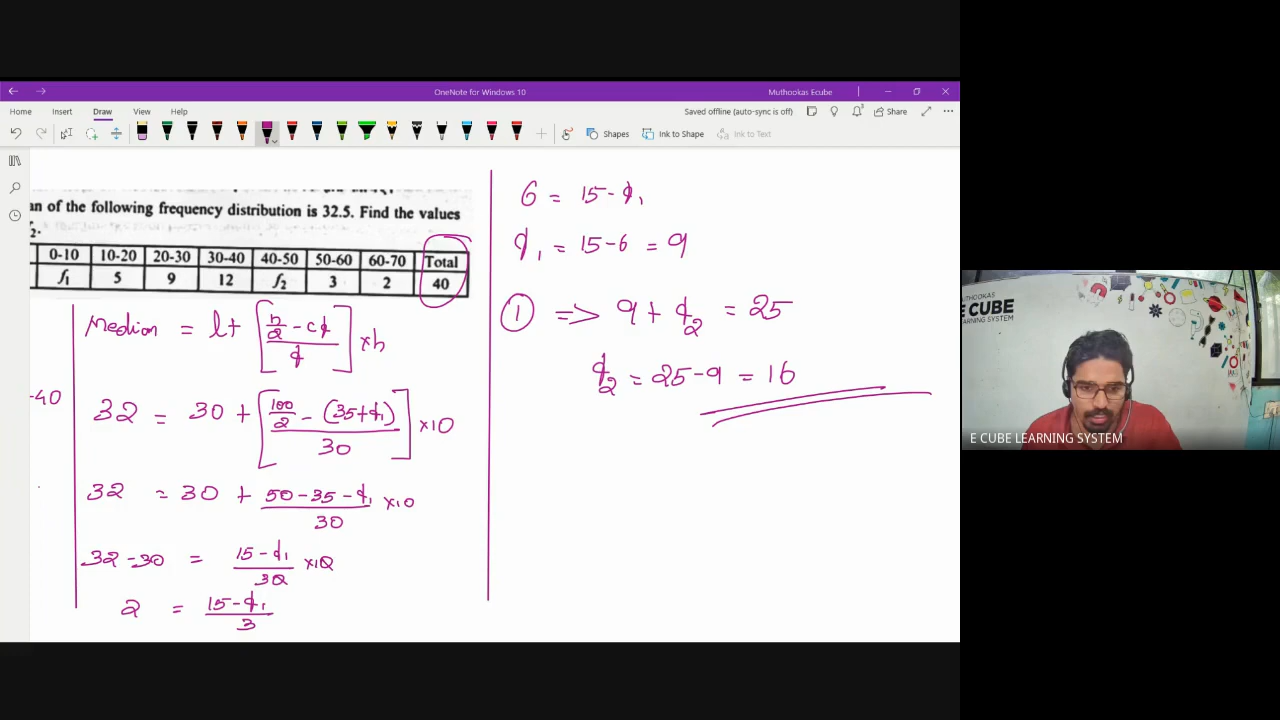 OneNote for Windows 10
Muthookas Ecube
Home Insert Draw View Help
Saved offline (auto-sync is off)
Share
Shapes
Ink to Shape
Ink to Text
an of the following frequency distribution is 32.5. Find the values
0-10 10-20 20-30 30-40 40-50 50-60 60-70 Total
f₁ 5 9 12 f₂ 3 2 40
Median = l + [(n/2 - cf)/f] × h
-40
32 = 30 + [(100/2 - (35+f₁))/30] ×10
32 = 30 + (50-35-f₁)/30 ×10
32-30 = (15-f₁)/30 ×10
2 = (15-f₁)/3
6 = 15-f₁
f₁ = 15-6 = 9
① ⇒ 9 + f₂ = 25
f₂ = 25-9 = 16
MUTHOOKAS
E CUBE
RNING SYSTEM
E CUBE LEARNING SYSTEM